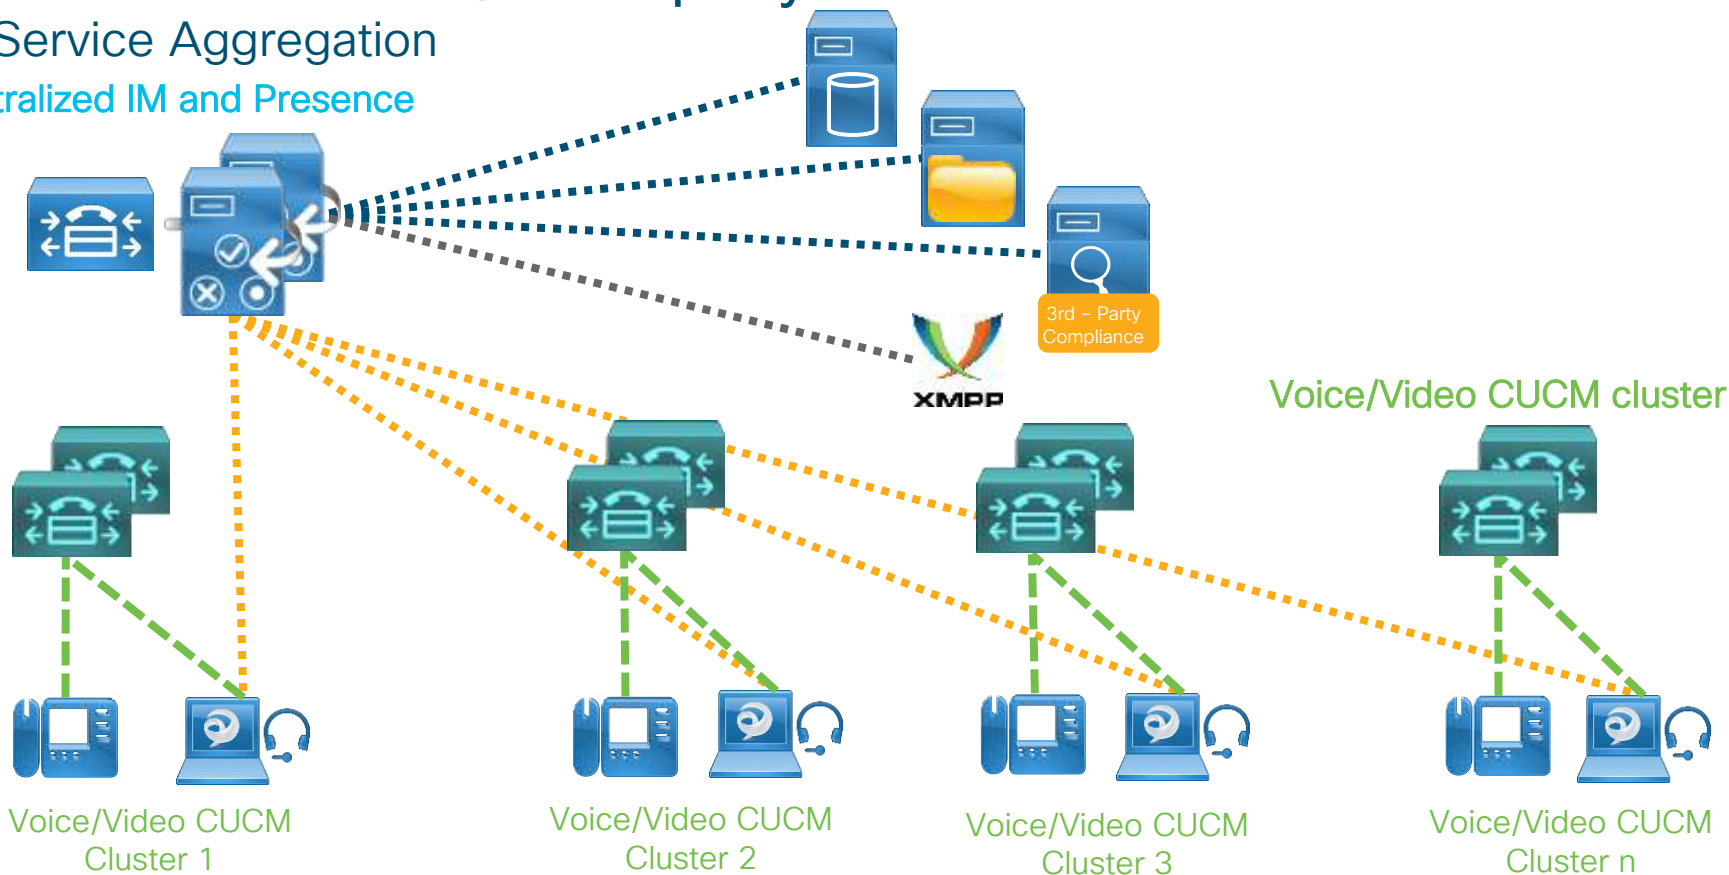 Service Aggregation
tralized IM and Presence
3rd - Party
Compliance
XMPP
Voice/Video CUCM cluster
Voice/Video CUCM
Cluster 1
Voice/Video CUCM
Cluster 2
Voice/Video CUCM
Cluster 3
Voice/Video CUCM
Cluster n